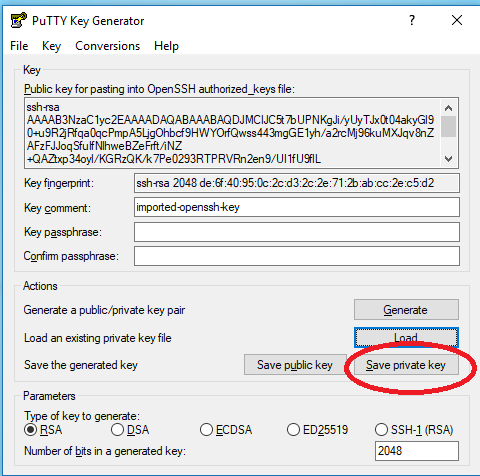 PuTTY Key Generator
File Key Conversions Help
Key
Public key for pasting into OpenSSH authorized_keys file:
ssh-rsa
AAAAB3NzaC1yc2EAAAADAQABAAABAQDJMCIJC5t7bUPNKgJi/yUyTJx0t04akyGl9
0+u9R2jRfqa0qcPmpA5LjgOhbcf9HWYOrfQwss443mgGE1yh/a2rcMj96kuMXJqv8nZ
AFzFJJoqSfulfNlhweBZeFrft/iNZ
+QAZtxp34oyI/KGRzQK/k7Pe0293RTPRVRn2en9/UI1fU9flL
Key fingerprint: ssh-rsa 2048 de:6f:40:95:0c:2c:d3:2c:2e:71:2b:ab:cc:2e:c5:d2
Key comment: imported-openssh-key
Key passphrase:
Confirm passphrase:
Actions
Generate a public/private key pair Generate
Load an existing private key file Load
Save the generated key Save public key Save private key
Parameters
Type of key to generate:
RSA DSA ECDSA ED25519 SSH-1 (RSA)
Number of bits in a generated key: 2048